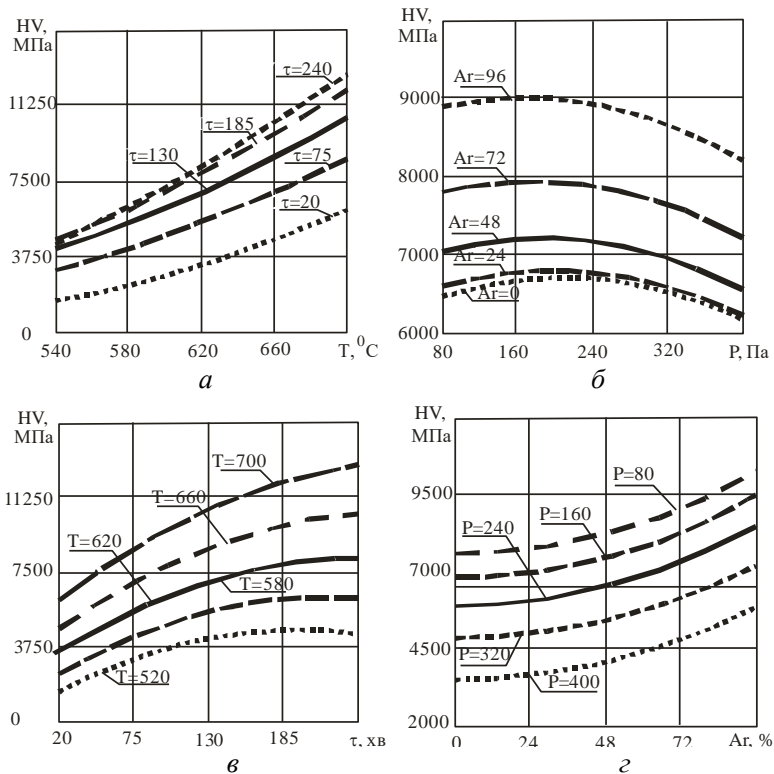 HV,
МПа
11250
7500
3750
0
540
580
620
660
T, ⁰C
τ=240
τ=185
τ=130
τ=75
τ=20
а
HV,
МПа
9000
8000
7000
6000
80
160
240
320
P, Па
Ar=96
Ar=72
Ar=48
Ar=24
Ar=0
б
HV,
МПа
11250
7500
3750
0
20
75
130
185
τ, хв
T=700
T=660
T=620
T=580
T=520
в
HV,
МПа
9500
7000
4500
2000
0
24
48
72
Ar, %
P=80
P=160
P=240
P=320
P=400
г